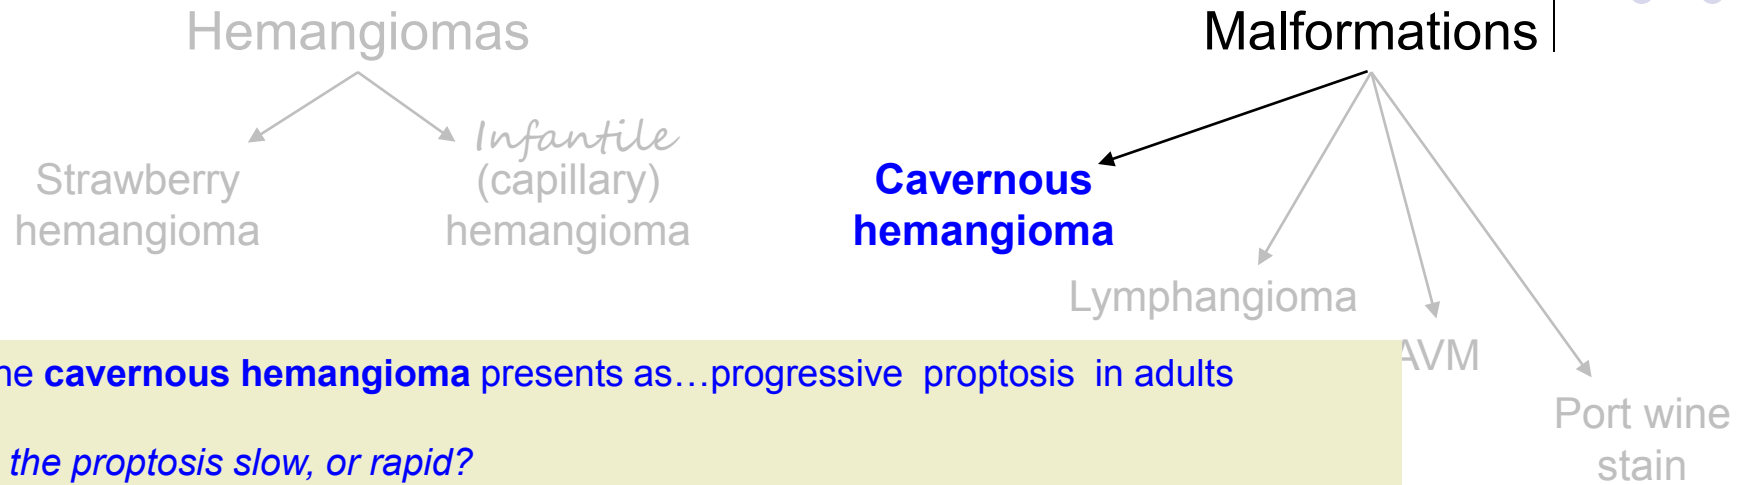 Hemangiomas
Malformations
Infantile
Strawberry
hemangioma
(capillary)
hemangioma
Cavernous
hemangioma
Lymphangioma
AVM
Port wine
stain
cavernous hemangioma presents as…progressive proptosis in adults
the proptosis slow, or rapid?